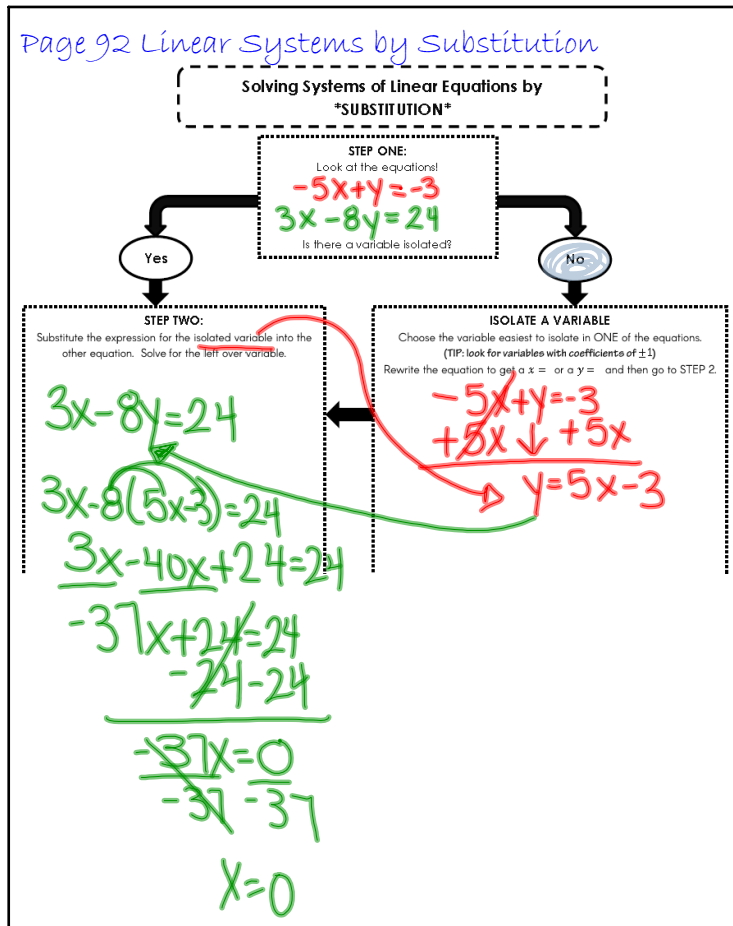 Page 92 Linear Systems by Substitution
Solving Systems of Linear Equations by
*SUBSTITUTION*
STEP ONE:
Look at the equations!
-5x+y=-3
3x-8y=24
Is there a variable isolated?
Yes
No
STEP TWO:
Substitute the expression for the isolated variable into the
other equation. Solve for the left over variable.
3x-8y=24
3x-8(5x-3)=24
3x-40x+24=24
-37x+24=24
-24 -24
-37x=0
-37 -37
x=0
ISOLATE A VARIABLE
Choose the variable easiest to isolate in ONE of the equations.
(TIP: look for variables with coefficients of ±1)
Rewrite the equation to get a x = or a y = and then go to STEP 2.
-5x+y=-3
+5x +5x
y=5x-3